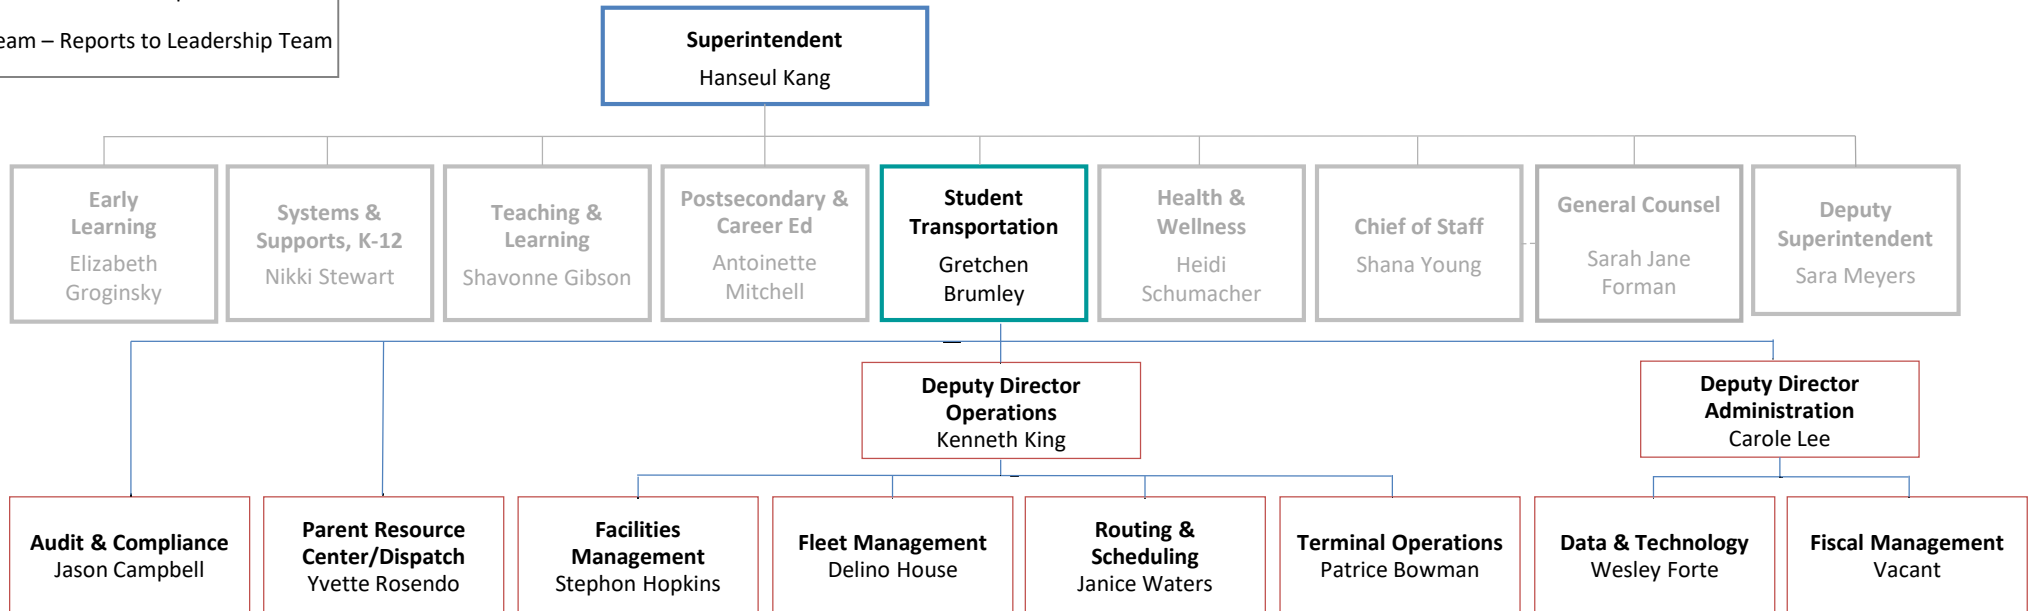 eam – Reports to Leadership Team
Superintendent
Hanseul Kang
Early
Learning
Elizabeth
Groginsky
Systems &
Supports, K-12
Nikki Stewart
Teaching &
Learning
Shavonne Gibson
Postsecondary &
Career Ed
Antoinette
Mitchell
Student
Transportation
Gretchen
Brumley
Health &
Wellness
Heidi
Schumacher
Chief of Staff
Shana Young
General Counsel
Sarah Jane
Forman
Deputy
Superintendent
Sara Meyers
Deputy Director
Operations
Kenneth King
Deputy Director
Administration
Carole Lee
Audit & Compliance
Jason Campbell
Parent Resource
Center/Dispatch
Yvette Rosendo
Facilities
Management
Stephon Hopkins
Fleet Management
Delino House
Routing &
Scheduling
Janice Waters
Terminal Operations
Patrice Bowman
Data & Technology
Wesley Forte
Fiscal Management
Vacant